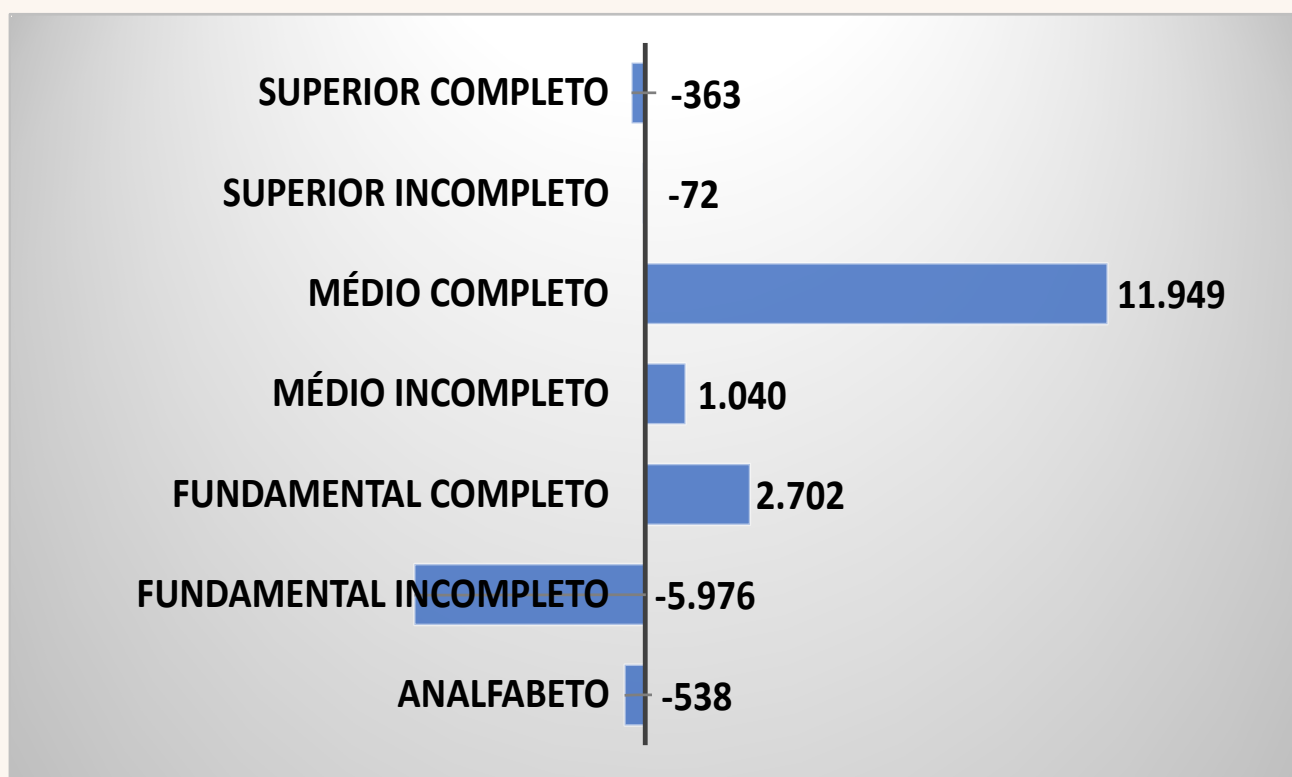 SUPERIOR COMPLETO -363
SUPERIOR INCOMPLETO -72
MÉDIO COMPLETO 11.949
MÉDIO INCOMPLETO 1.040
FUNDAMENTAL COMPLETO 2.702
FUNDAMENTAL INCOMPLETO -5.976
ANALFABETO -538